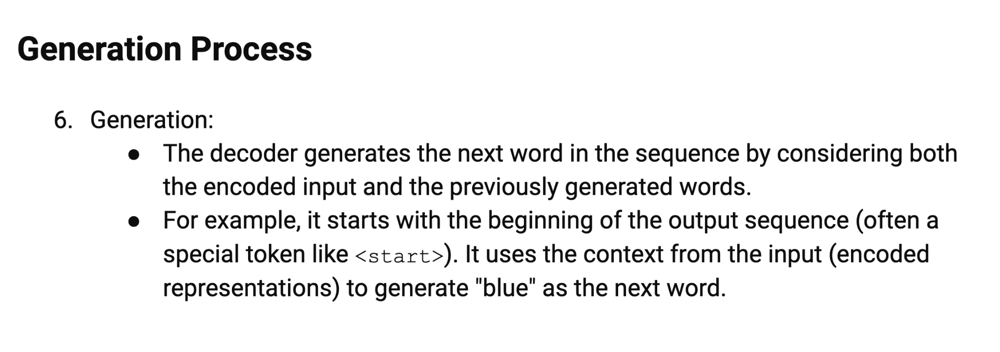 Generation Process
6. Generation:
● The decoder generates the next word in the sequence by considering both
the encoded input and the previously generated words.
● For example, it starts with the beginning of the output sequence (often a
special token like <start>). It uses the context from the input (encoded
representations) to generate "blue" as the next word.